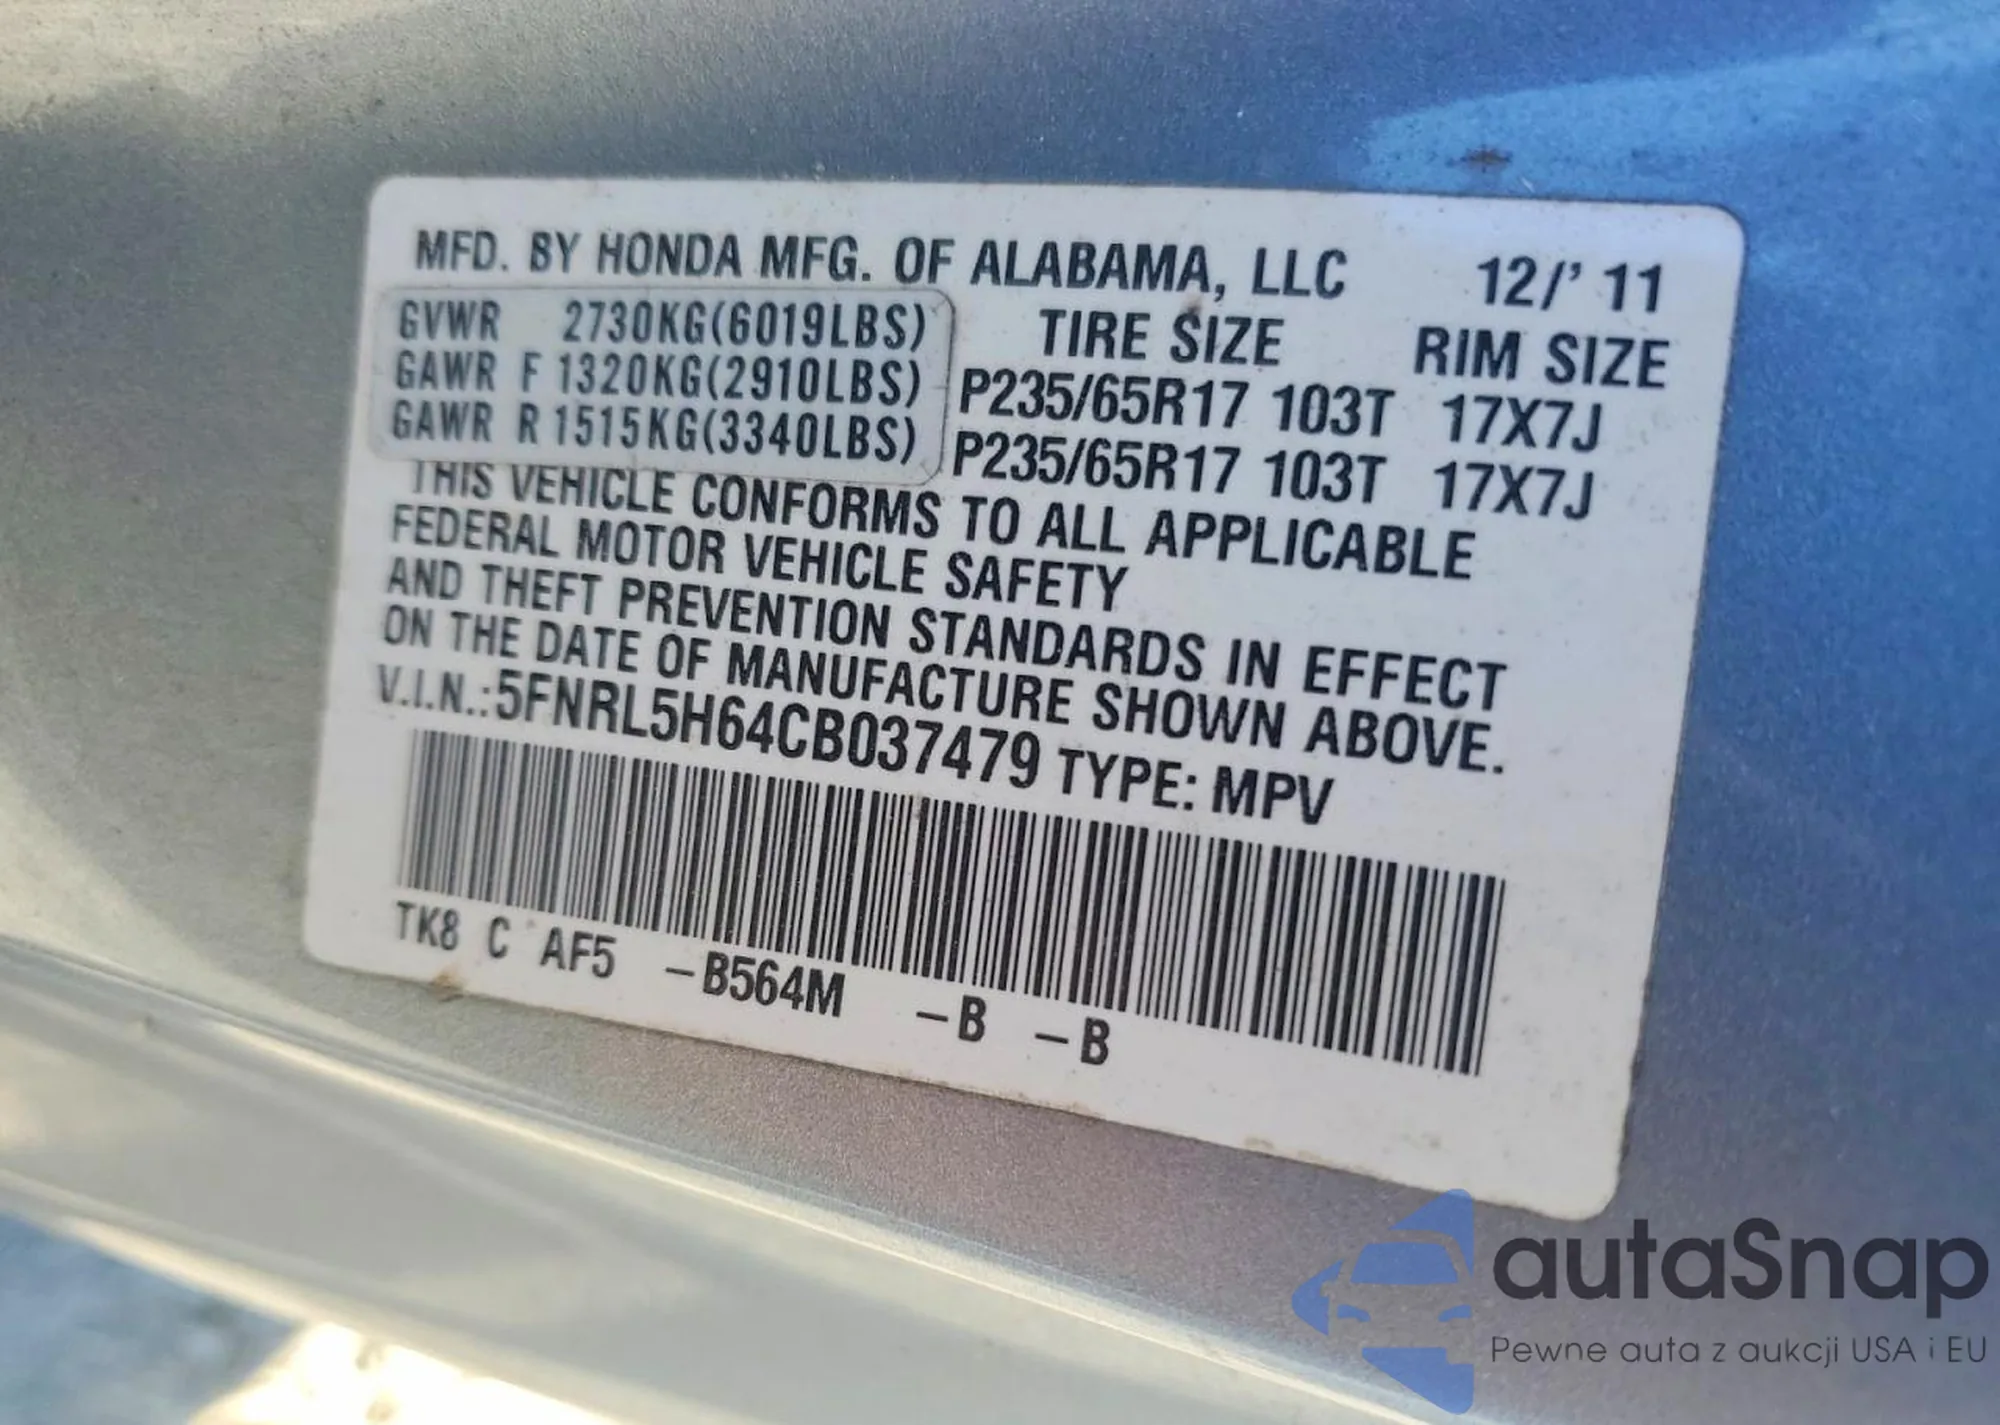 MFD. BY HONDA MFG. OF ALABAMA, LLC 12/' 11
GVWR 2730KG(6019LBS) TIRE SIZE RIM SIZE
GAWR F 1320KG(2910LBS) P235/65R17 103T 17X7J
GAWR R 1515KG(3340LBS) P235/65R17 103T 17X7J
THIS VEHICLE CONFORMS TO ALL APPLICABLE
FEDERAL MOTOR VEHICLE SAFETY
AND THEFT PREVENTION STANDARDS IN EFFECT
ON THE DATE OF MANUFACTURE SHOWN ABOVE.
V.I.N.:5FNRL5H64CB037479 TYPE: MPV
TK8 C AF5 –B564M –B –B
autaSnap
Pewne auta z aukcji USA i EU